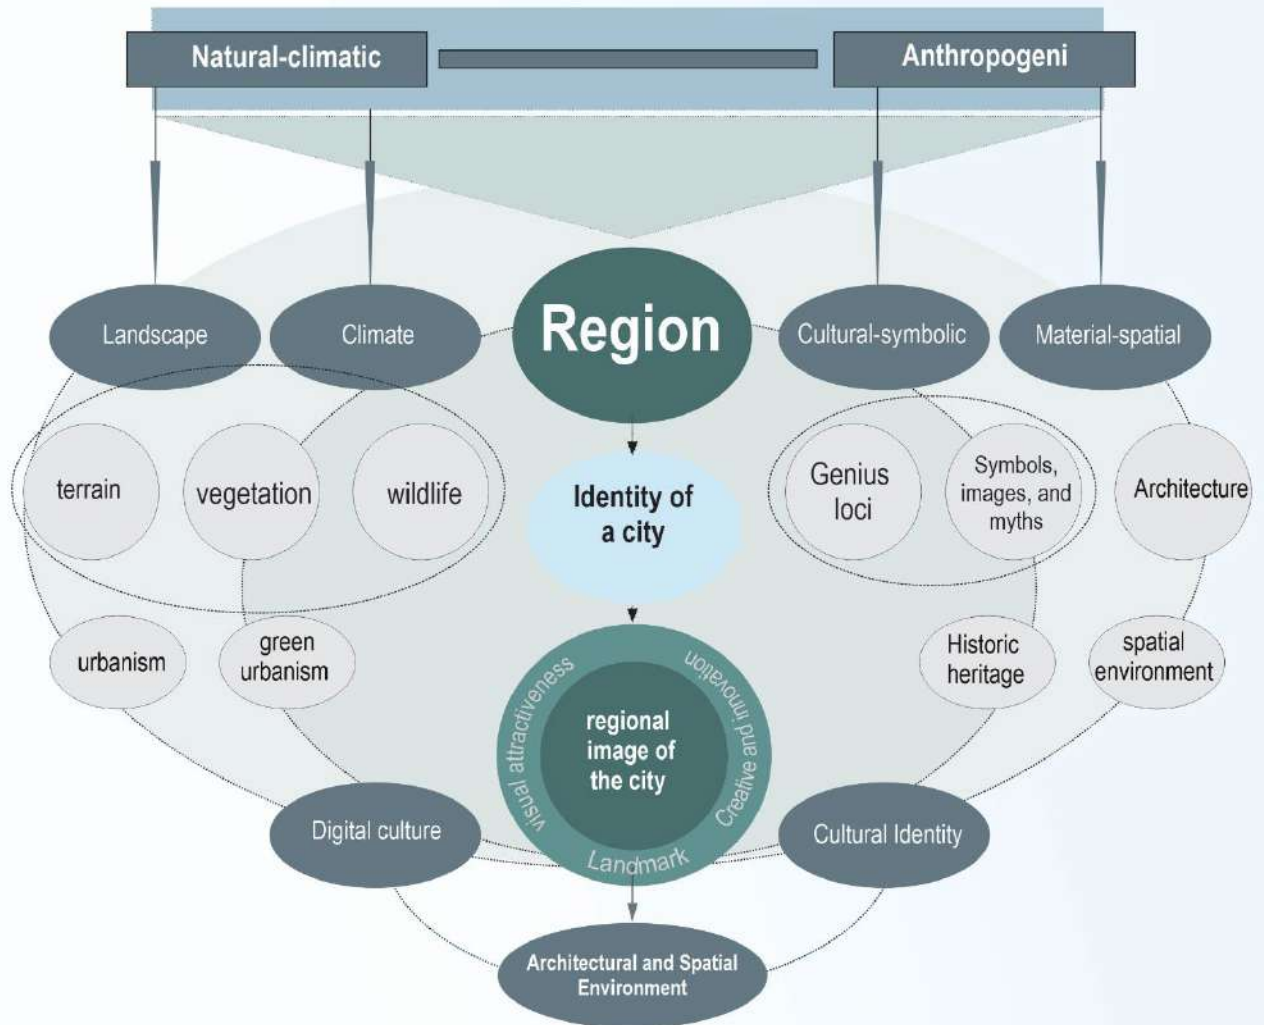 Natural-climatic
Anthropogeni
Region
Landscape
Climate
Cultural-symbolic
Material-spatial
terrain
vegetation
wildlife
Identity of
a city
Genius
loci
Symbols,
images, and
myths
Architecture
urbanism
green
urbanism
Historic
heritage
spatial
environment
visual attractiveness
Creative and innovation
Landmark
regional
image of
the city
Digital culture
Cultural Identity
Architectural and Spatial
Environment